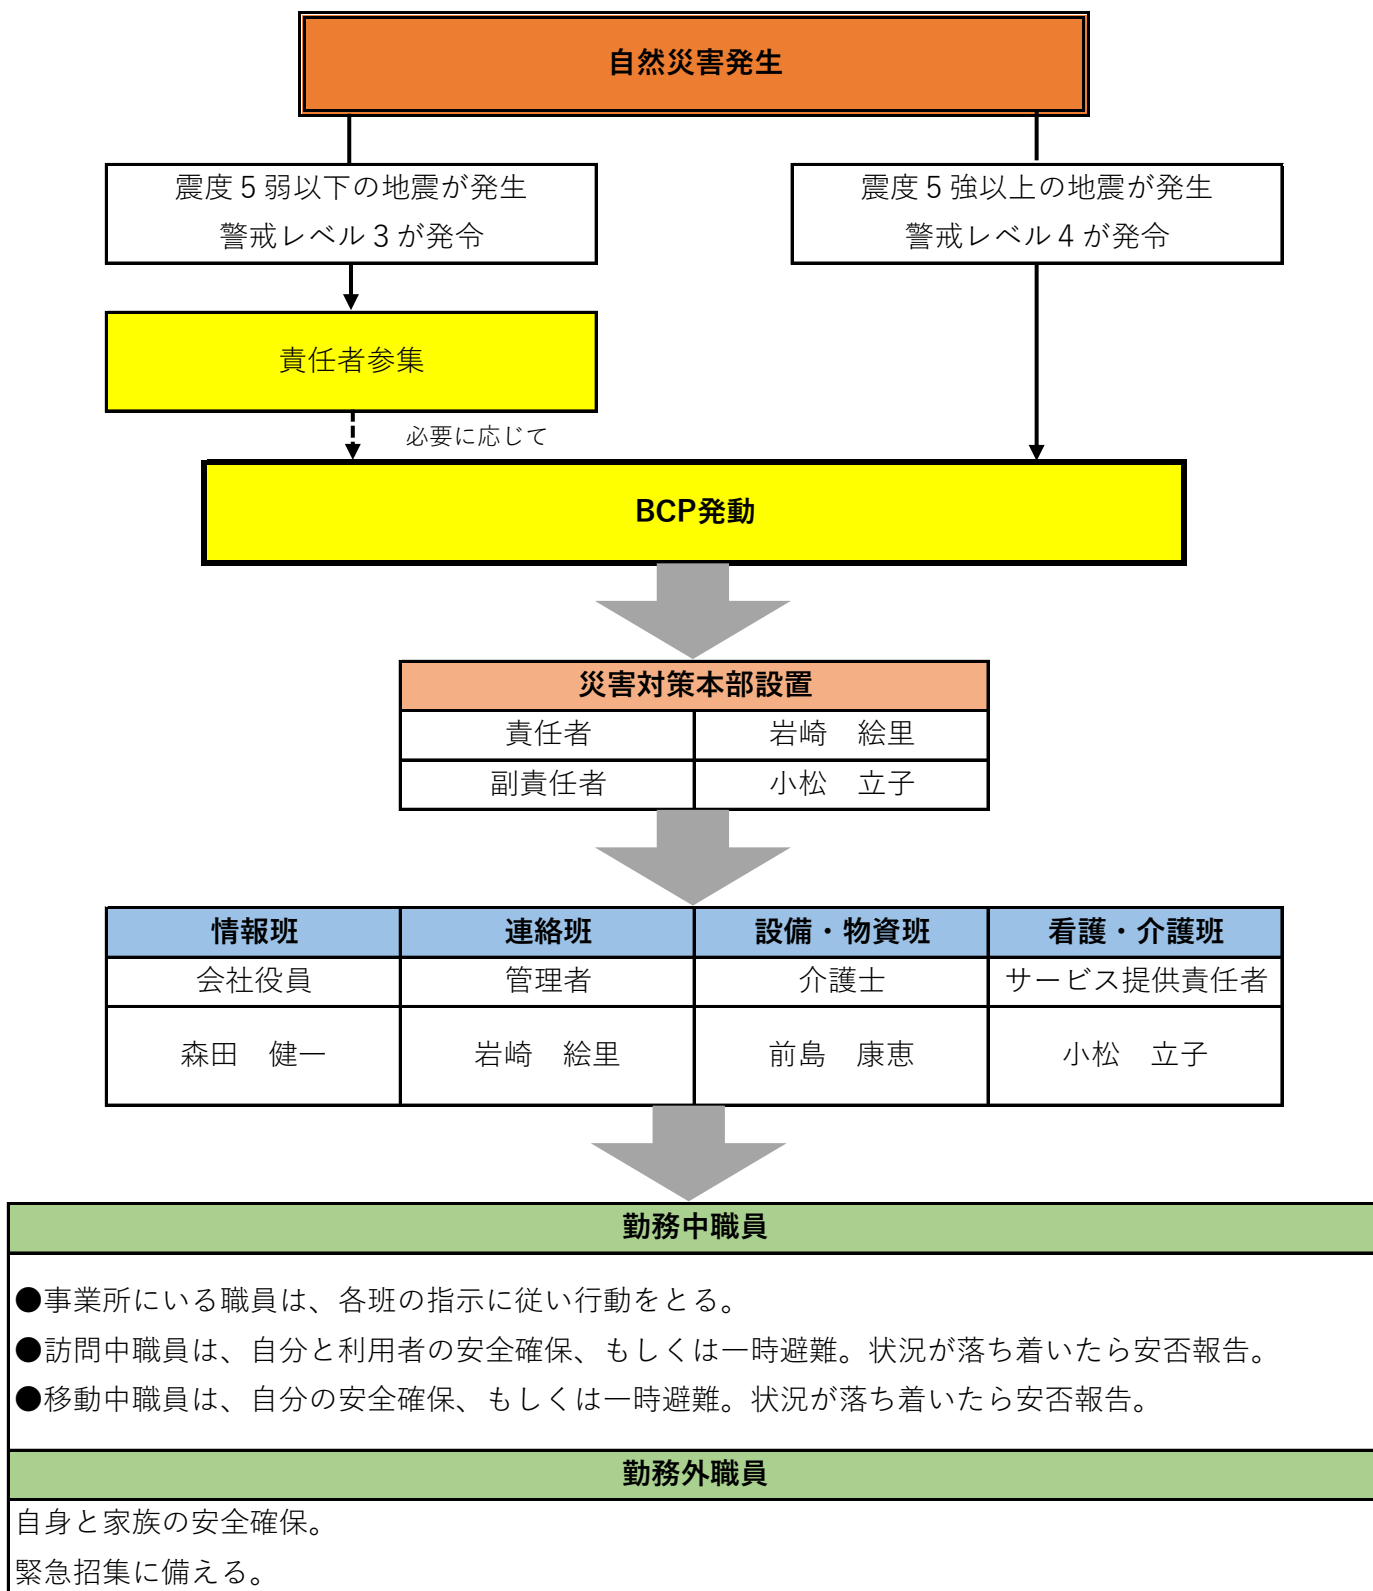 自然災害発生
震度５弱以下の地震が発生
警戒レベル３が発令
震度５強以上の地震が発生
警戒レベル４が発令
責任者参集
必要に応じて
BCP発動
災害対策本部設置
責任者 岩崎　絵里
副責任者 小松　立子
情報班 連絡班 設備・物資班 看護・介護班
会社役員 管理者 介護士 サービス提供責任者
森田　健一 岩崎　絵里 前島　康恵 小松　立子
勤務中職員
●事業所にいる職員は、各班の指示に従い行動をとる。
●訪問中職員は、自分と利用者の安全確保、もしくは一時避難。状況が落ち着いたら安否報告。
●移動中職員は、自分の安全確保、もしくは一時避難。状況が落ち着いたら安否報告。
勤務外職員
自身と家族の安全確保。
緊急招集に備える。